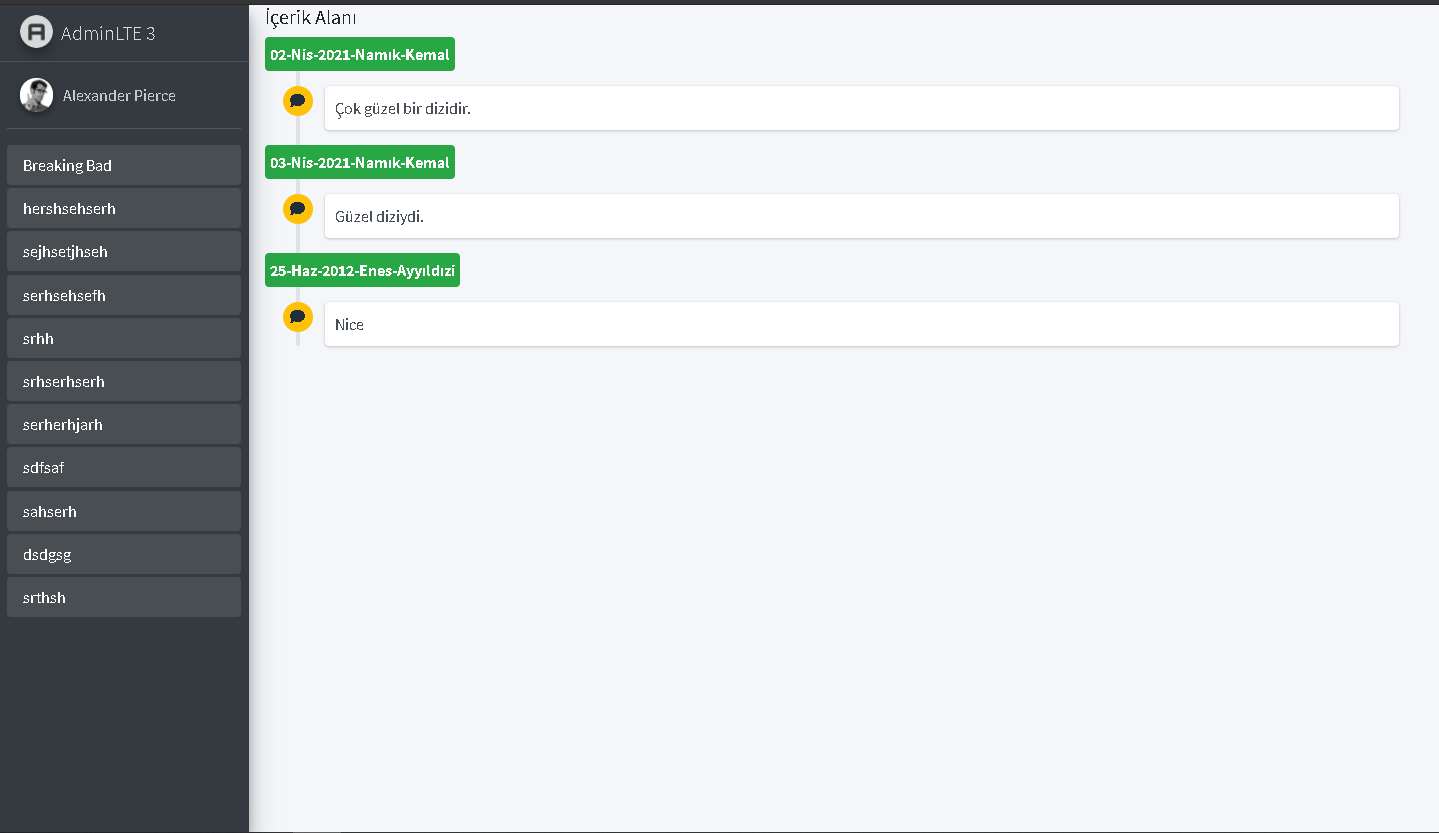 AdminLTE 3
Alexander Pierce
Breaking Bad
hershsehserh
sejhsetjhseh
serhsehsefh
srhh
srhserhserh
serherhjarh
sdfsaf
sahserh
dsdgsg
srthsh
İçerik Alanı
02-Nis-2021-Namık-Kemal
Çok güzel bir dizidir.
03-Nis-2021-Namık-Kemal
Güzel diziydi.
25-Haz-2012-Enes-Ayyıldızi
Nice